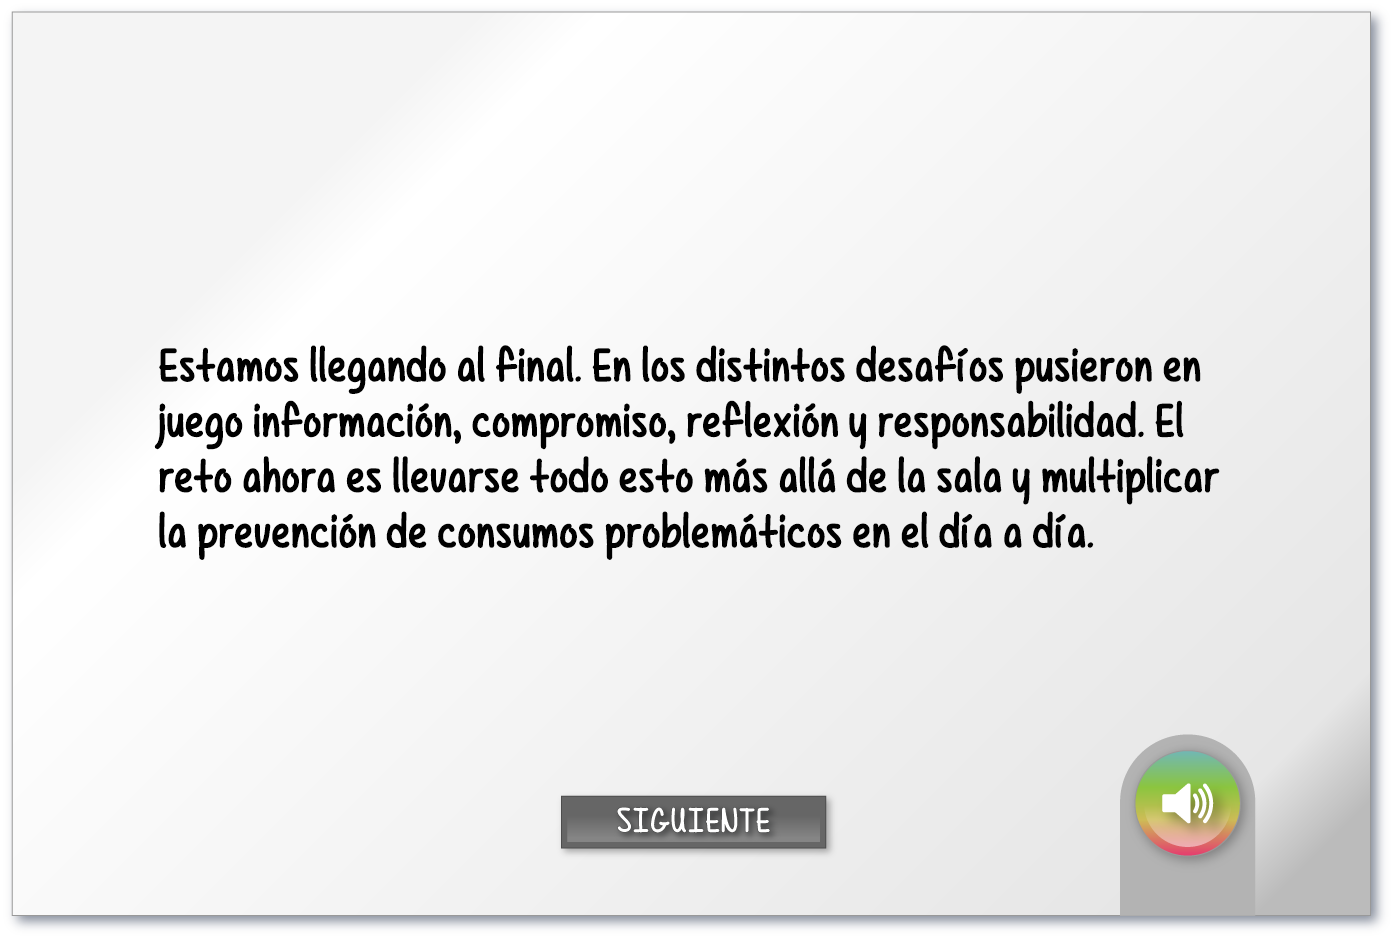 Estamos llegando al final. En los distintos desafíos pusieron en
juego información, compromiso, reflexión y responsabilidad. El
reto ahora es llevarse todo esto más allá de la sala y multiplicar
la prevención de consumos problemáticos en el día a día.
SIGUIENTE